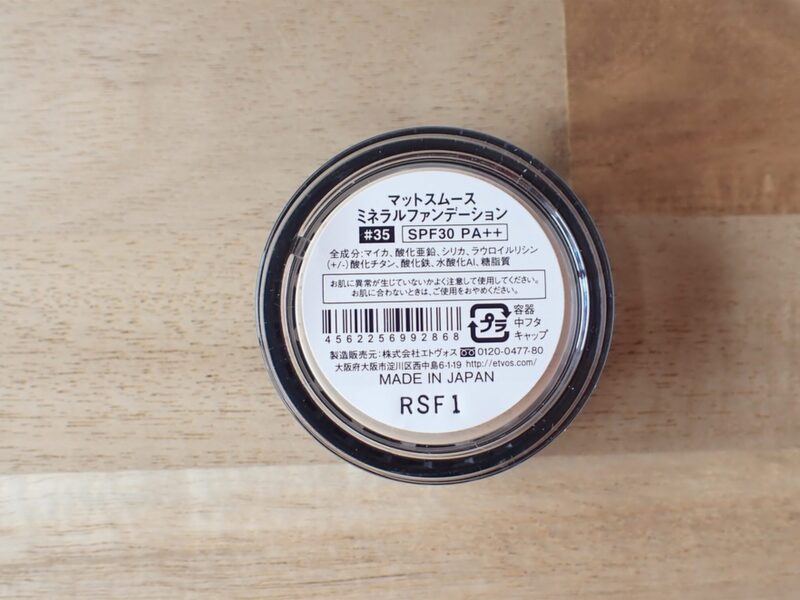 マットスムース
ミネラルファンデーション
#35 SPF30 PA++
全成分:マイカ、酸化亜鉛、シリカ、ラウロイルリシン
(+/-)酸化チタン、酸化鉄、水酸化Al、糖脂質
お肌に異常が生じていないかよく注意して使用してください。
お肌に合わないときは、ご使用をおやめください。
4562256992868
プラ
容器
中フタ
キャップ
製造販売元:株式会社エトヴォス 0120-0477-80
大阪府大阪市淀川区西中島6-1-19 http://etvos.com/
MADE IN JAPAN
RSF1